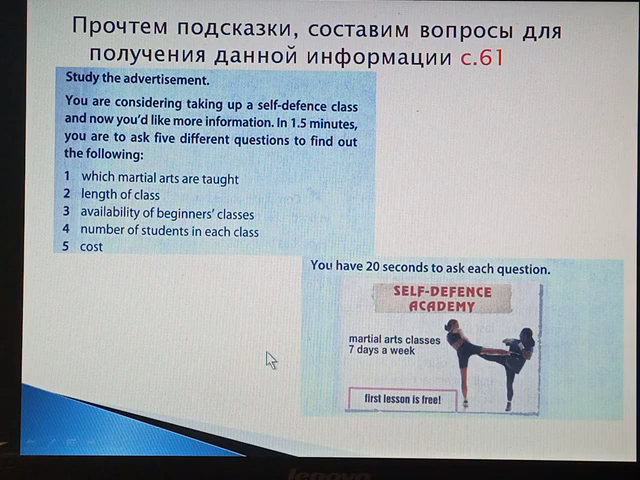 Прочтем подсказки, составим вопросы для
получения данной информации с.61
Study the advertisement.
You are considering taking up a self-defence class
and now you'd like more information. In 1.5 minutes,
you are to ask five different questions to find out
the following:
1 which martial arts are taught
2 length of class
3 availability of beginners' classes
4 number of students in each class
5 cost
You have 20 seconds to ask each question.
SELF-DEFENCE
ACADEMY
martial arts classes
7 days a week
first lesson is free!
lenovo